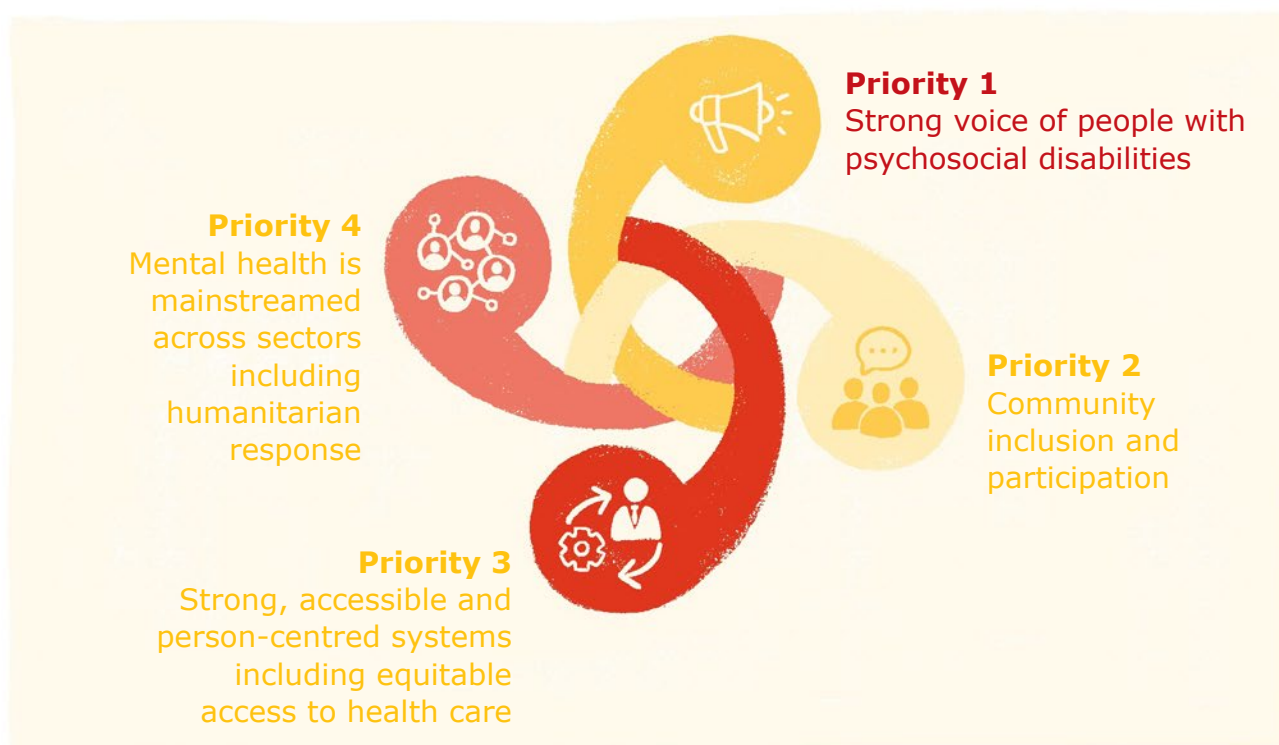 Priority 1
Strong voice of people with
psychosocial disabilities
Priority 2
Community
inclusion and
participation
Priority 3
Strong, accessible and
person-centred systems
including equitable
access to health care
Priority 4
Mental health is
mainstreamed
across sectors
including
humanitarian
response